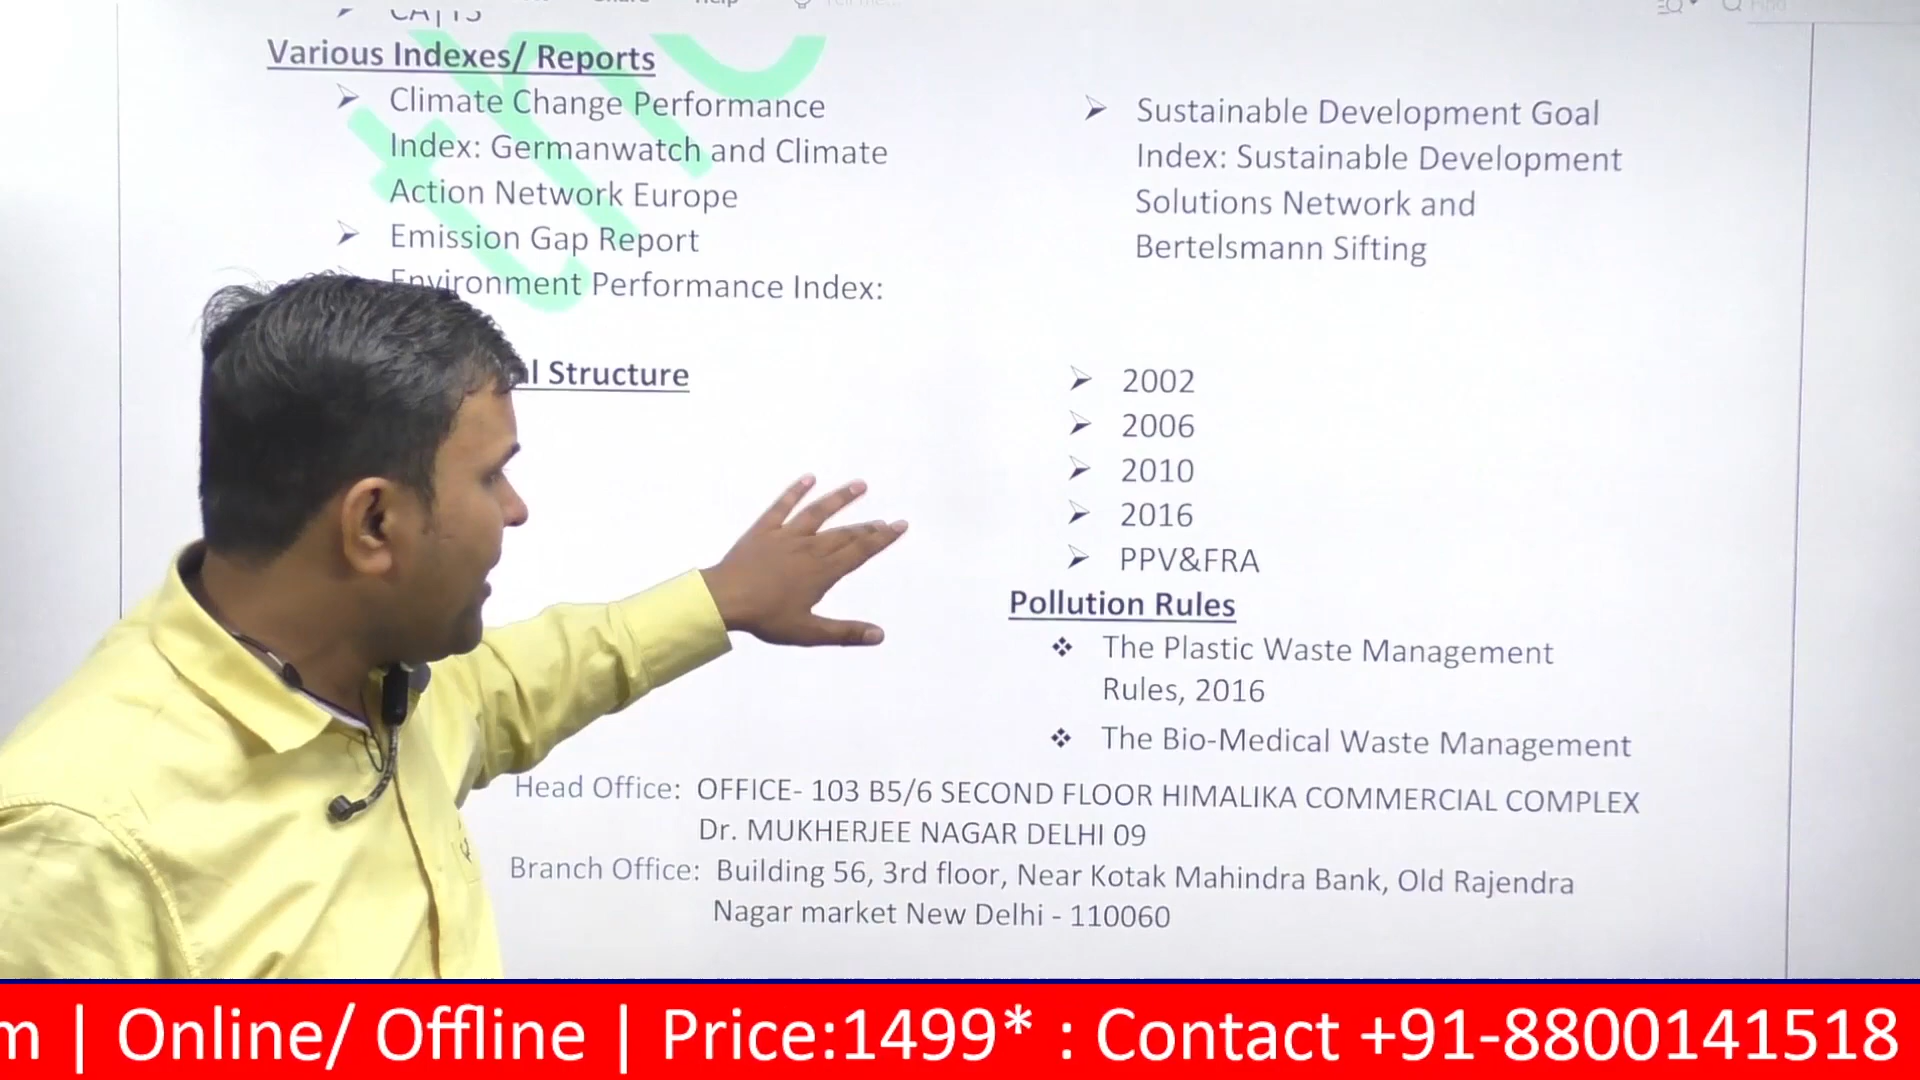 Various Indexes/ Reports
Climate Change Performance
Index: Germanwatch and Climate
Action Network Europe
Emission Gap Report
Environment Performance Index:
Sustainable Development Goal
Index: Sustainable Development
Solutions Network and
Bertelsmann Sifting
l Structure
2002
2006
2010
2016
PPV&FRA
Pollution Rules
The Plastic Waste Management
Rules, 2016
The Bio-Medical Waste Management
Head Office: OFFICE- 103 B5/6 SECOND FLOOR HIMALIKA COMMERCIAL COMPLEX
Dr. MUKHERJEE NAGAR DELHI 09
Branch Office: Building 56, 3rd floor, Near Kotak Mahindra Bank, Old Rajendra
Nagar market New Delhi - 110060
m | Online/ Offline | Price:1499* : Contact +91-8800141518